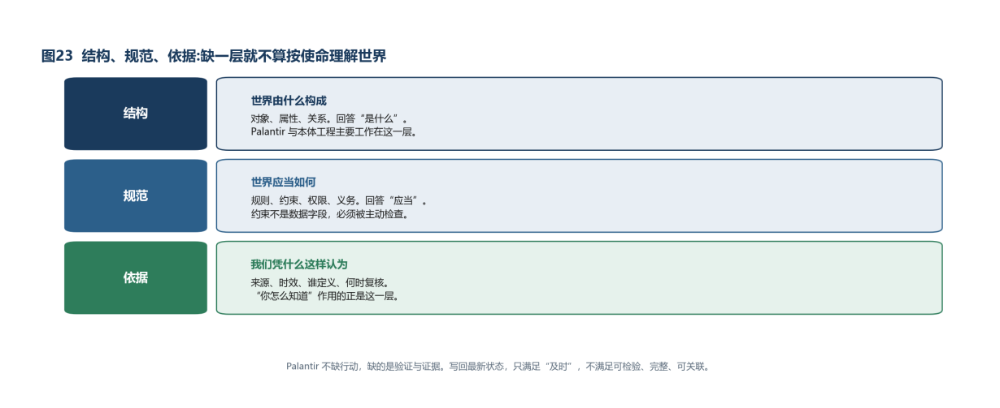 图23 结构、规范、依据:缺一层就不算按使命理解世界
结构
世界由什么构成
对象、属性、关系。回答“是什么”。
Palantir 与本体工程主要工作在这一层。
规范
世界应当如何
规则、约束、权限、义务。回答“应当”。
约束不是数据字段，必须被主动检查。
依据
我们凭什么这样认为
来源、时效、谁定义、何时复核。
“你怎么知道”作用的正是这一层。
Palantir 不缺行动，缺的是验证与证据。写回最新状态，只满足“及时”，不满足可检验、完整、可关联。